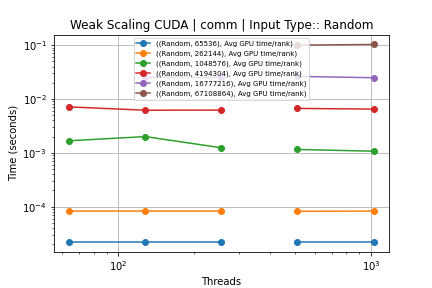 Weak Scaling CUDA | comm | Input Type:: Random
((Random, 65536), Avg GPU time/rank)
((Random, 262144), Avg GPU time/rank)
((Random, 1048576), Avg GPU time/rank)
((Random, 4194304), Avg GPU time/rank)
((Random, 16777216), Avg GPU time/rank)
((Random, 67108864), Avg GPU time/rank)
10⁻¹
10⁻²
10⁻³
10⁻⁴
Time (seconds)
10² 10³
Threads